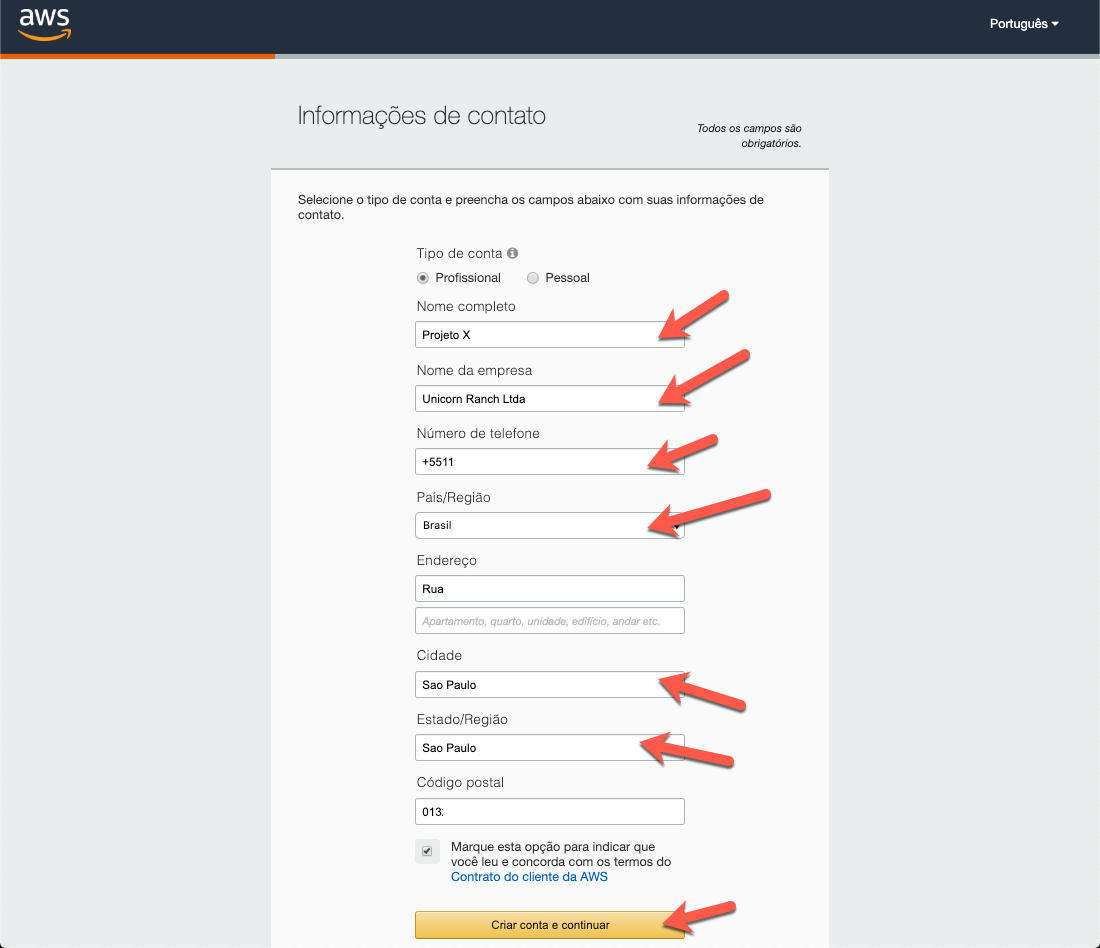 aws
Português
Informações de contato
Todos os campos são
obrigatórios.
Selecione o tipo de conta e preencha os campos abaixo com suas informações de
contato.
Tipo de conta
Profissional Pessoal
Nome completo
Projeto X
Nome da empresa
Unicorn Ranch Ltda
Número de telefone
+5511
País/Região
Brasil
Endereço
Rua
Apartamento, quarto, unidade, edifício, andar etc.
Cidade
Sao Paulo
Estado/Região
Sao Paulo
Código postal
013
Marque esta opção para indicar que
você leu e concorda com os termos do
Contrato do cliente da AWS
Criar conta e continuar